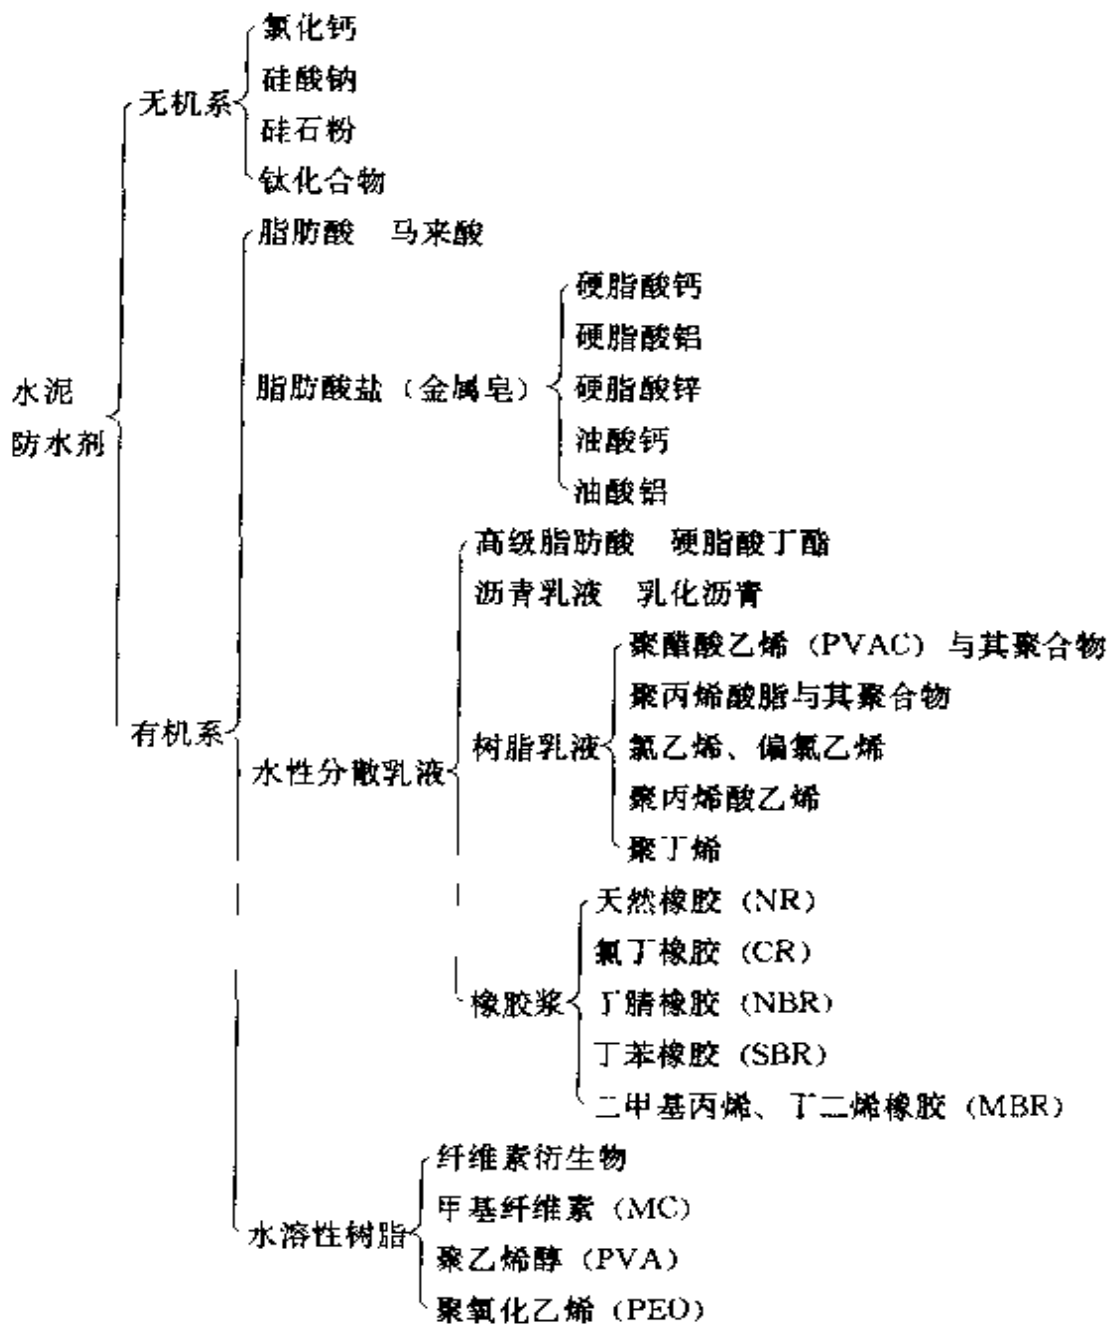 氯化钙
硅酸钠
无机系
硅石粉
钛化合物
脂肪酸 马来酸
硬脂酸钙
硬脂酸铝
脂肪酸盐（金属皂）
硬脂酸锌
油酸钙
油酸铝
水泥
防水剂
高级脂肪酸 硬脂酸丁酯
沥青乳液 乳化沥青
聚醋酸乙烯（PVAC）与其聚合物
聚丙烯酸脂与其聚合物
有机系
水性分散乳液
树脂乳液
氯乙烯、偏氯乙烯
聚丙烯酸乙烯
聚丁烯
天然橡胶（NR）
氯丁橡胶（CR）
橡胶浆
丁腈橡胶（NBR）
丁苯橡胶（SBR）
二甲基丙烯、丁二烯橡胶（MBR）
纤维素衍生物
甲基纤维素（MC）
水溶性树脂
聚乙烯醇（PVA）
聚氧化乙烯（PEO）